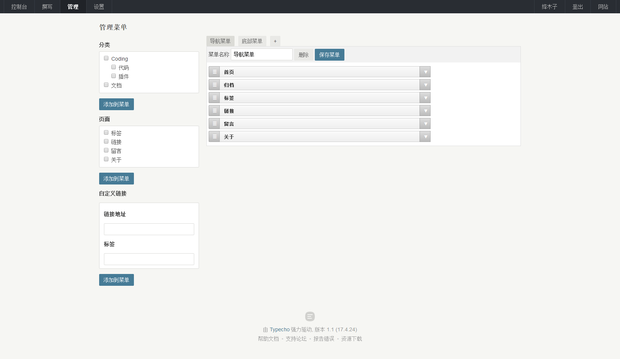 控制台 撰写 管理 设置 登出 网站
管理菜单
分类
Coding
代码
插件
文档
添加到菜单
页面
标签
链接
留言
关于
添加到菜单
自定义链接
链接地址
标签
添加到菜单
导航菜单 底部菜单 +
菜单名称 导航菜单 删除 保存菜单
首页
归档
标签
链接
留言
关于
由 Typecho 强力驱动, 版本 1.1 (17.4.24)
帮助文档 • 支持论坛 • 报告错误 • 资源下载